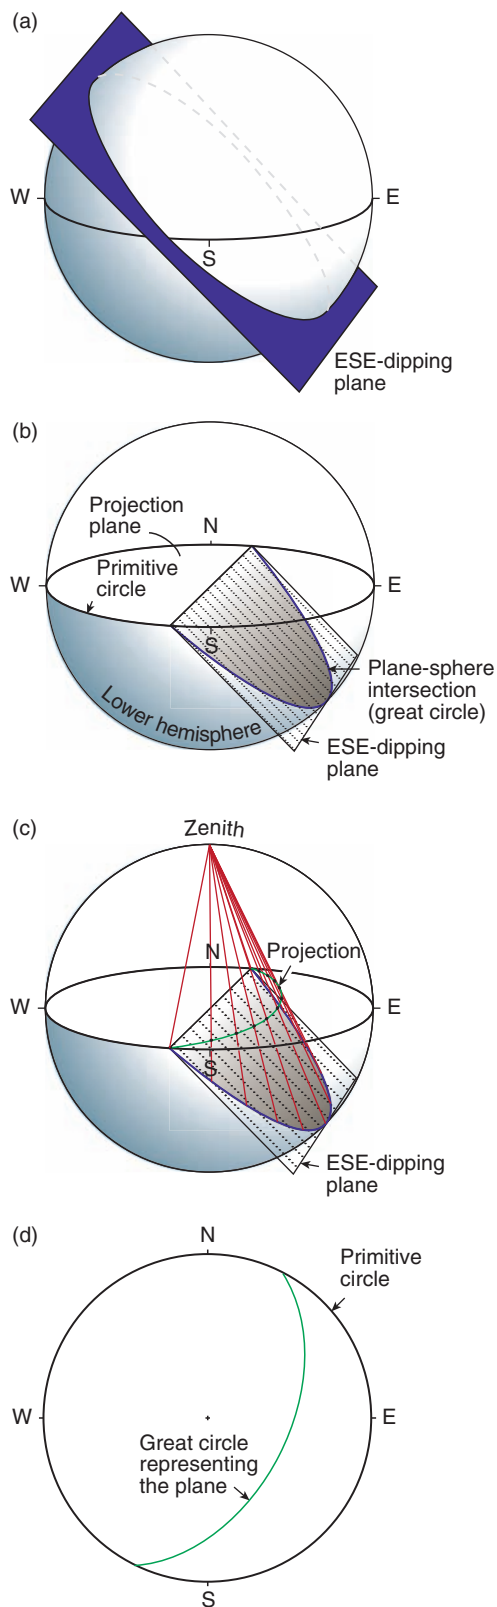 (a)
W
E
S
ESE-dipping
plane
(b)
Projection
plane
N
Primitive
circle
W
E
S
Plane-sphere
intersection
(great circle)
Lower hemisphere
ESE-dipping
plane
(c)
Zenith
N
Projection
W
E
S
ESE-dipping
plane
(d)
N
Primitive
circle
W
E
Great circle
representing
the plane
S